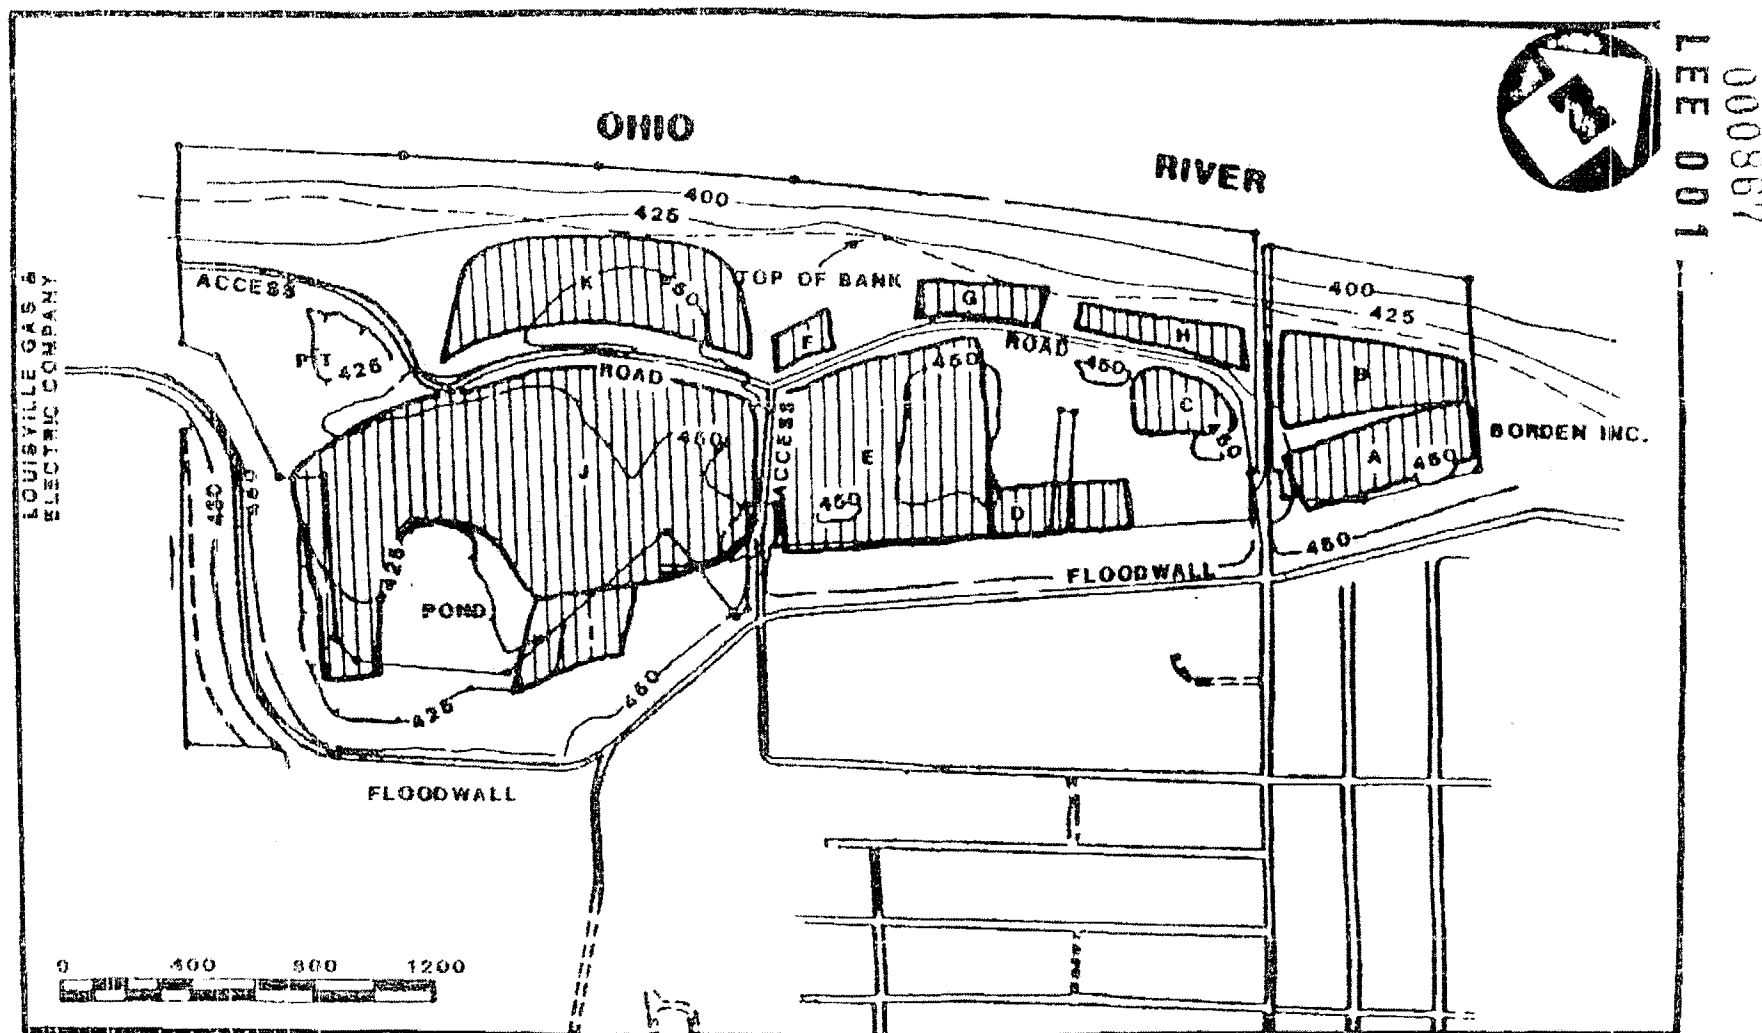 OHIO
RIVER
LEE 001
000867
400
425
ACCESS
K
TOP OF BANK
G
400
425
LOUISVILLE GAS &
ELECTRIC COMPANY
PIT
425
F
H
ROAD
ROAD
450
450
B
C
ACCESS
BORDEN INC.
450
J
E
A
450
450
D
450
425
POND
FLOODWALL
450
425
FLOODWALL
0 400 800 1200